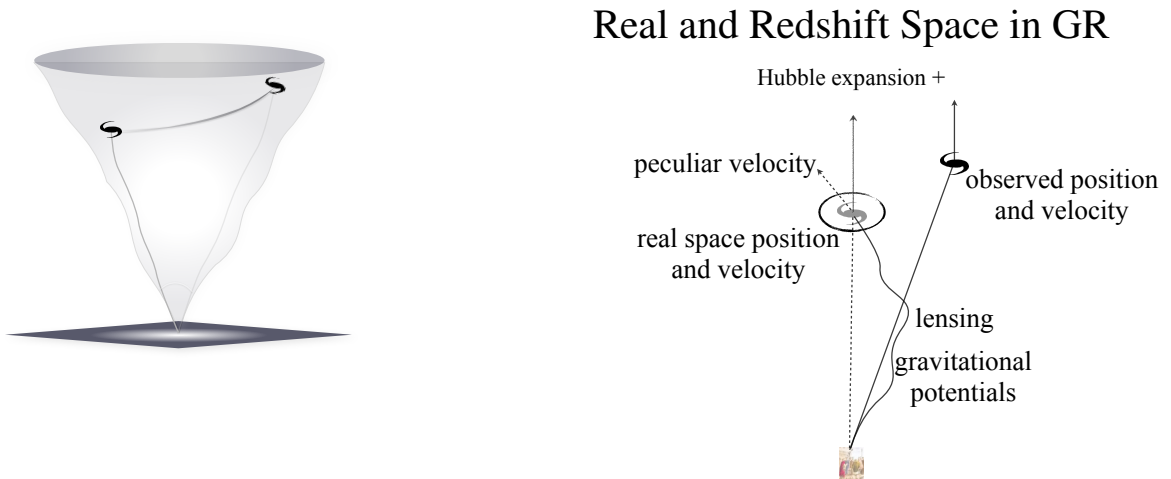 Real and Redshift Space in GR
Hubble expansion +
peculiar velocity
observed position
and velocity
real space position
and velocity
lensing
gravitational
potentials